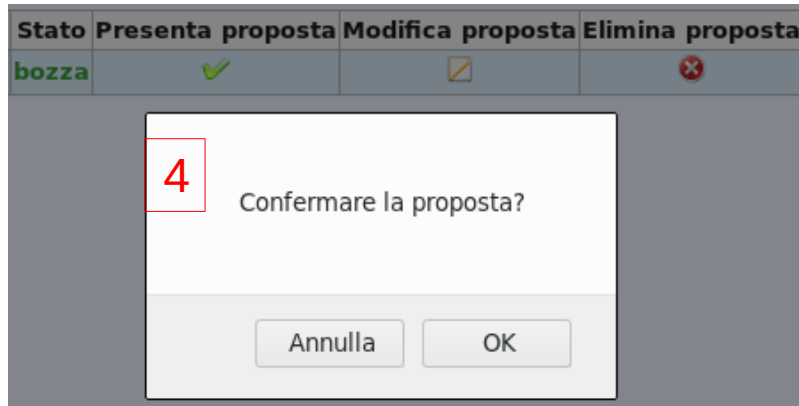 Stato Presenta proposta Modifica proposta Elimina proposta
bozza
4
Confermare la proposta?
Annulla OK